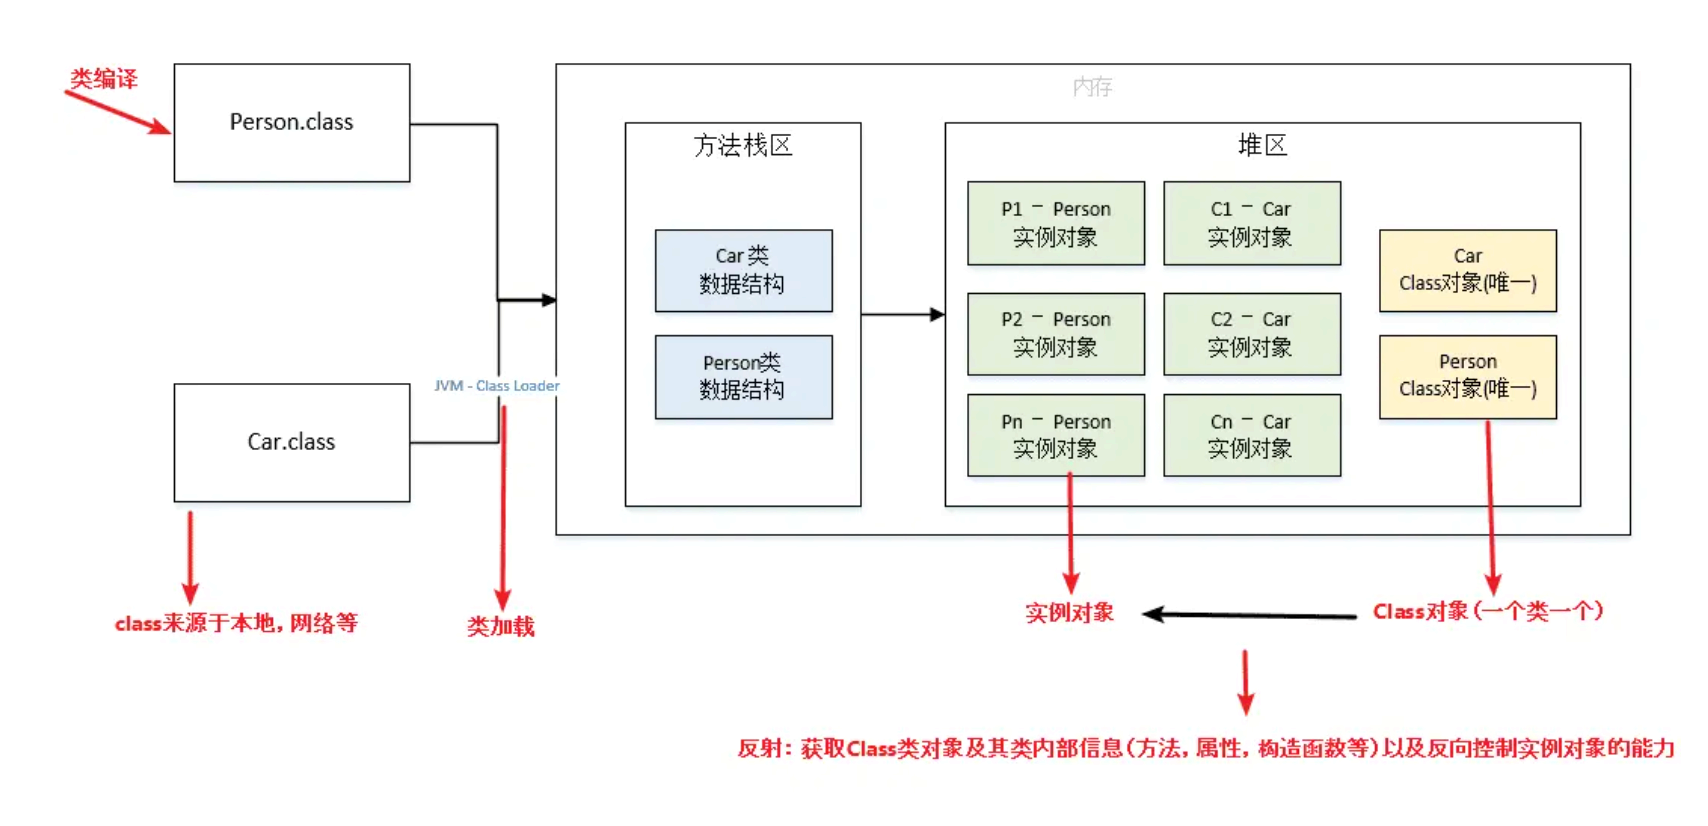 类编译
Person.class
内存
方法栈区
堆区
P1 – Person
实例对象
C1 – Car
实例对象
Car 类
数据结构
Car
Class对象(唯一)
P2 – Person
实例对象
C2 – Car
实例对象
Person类
数据结构
Person
Class对象(唯一)
JVM - Class Loader
Pn – Person
实例对象
Cn – Car
实例对象
Car.class
class来源于本地, 网络等
类加载
实例对象
Class对象(一个类一个)
反射: 获取Class类对象及其类内部信息(方法, 属性, 构造函数等)以及反向控制实例对象的能力